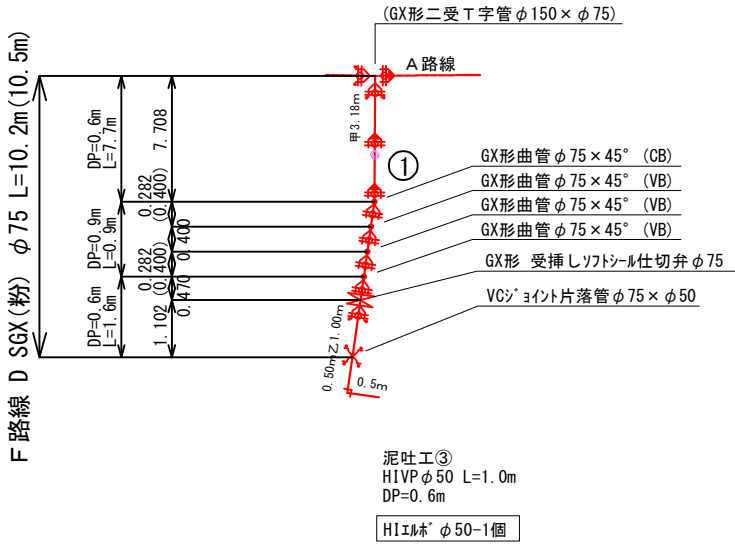 (GX形二受T字管φ150×φ75)
A路線
F路線 D SGX(粉) φ75 L=10.2m(10.5m)
DP=0.6m
L=7.7m
7.708
甲3.18m
①
GX形曲管φ75×45° (CB)
GX形曲管φ75×45° (VB)
GX形曲管φ75×45° (VB)
GX形曲管φ75×45° (VB)
GX形 受挿しソフトシール仕切弁φ75
VCジョイント片落管φ75×φ50
0.282
(0.400)
DP=0.9m
L=0.9m
0.400
0.282
(0.400)
0.470
DP=0.6m
L=1.6m
1.102
乙1.00m
0.50m
0.5m
泥吐工③
HIVPφ50 L=1.0m
DP=0.6m
HIエルボφ50-1個